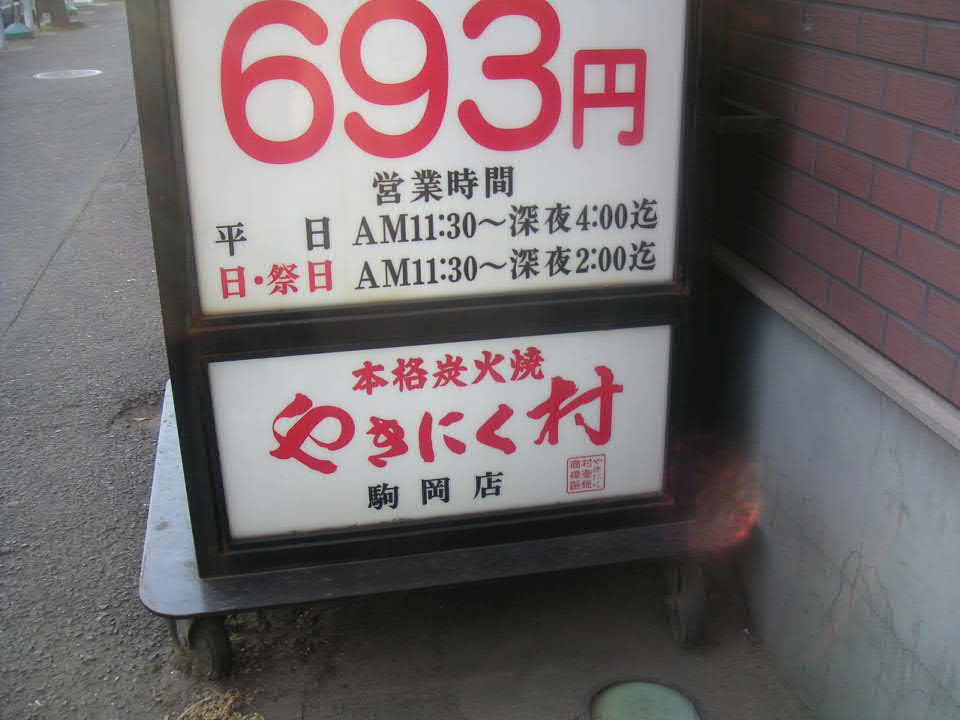 693円
営業時間
平 日 AM11:30～深夜4:00迄
日・祭日 AM11:30～深夜2:00迄
本格炭火焼
やきにく村
駒岡店